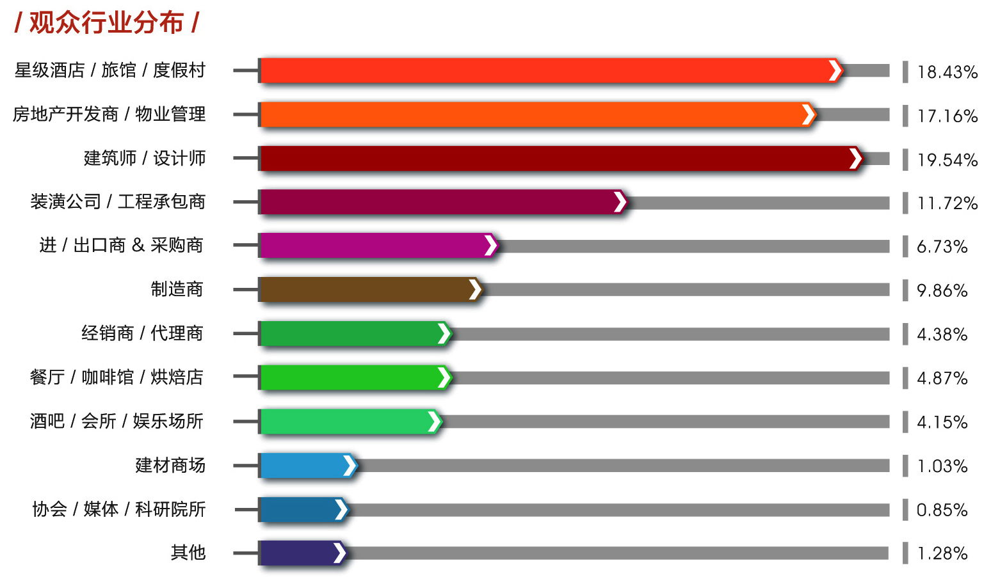 / 观众行业分布 /
星级酒店 / 旅馆 / 度假村 18.43%
房地产开发商 / 物业管理 17.16%
建筑师 / 设计师 19.54%
装潢公司 / 工程承包商 11.72%
进 / 出口商 & 采购商 6.73%
制造商 9.86%
经销商 / 代理商 4.38%
餐厅 / 咖啡馆 / 烘焙店 4.87%
酒吧 / 会所 / 娱乐场所 4.15%
建材商场 1.03%
协会 / 媒体 / 科研院所 0.85%
其他 1.28%